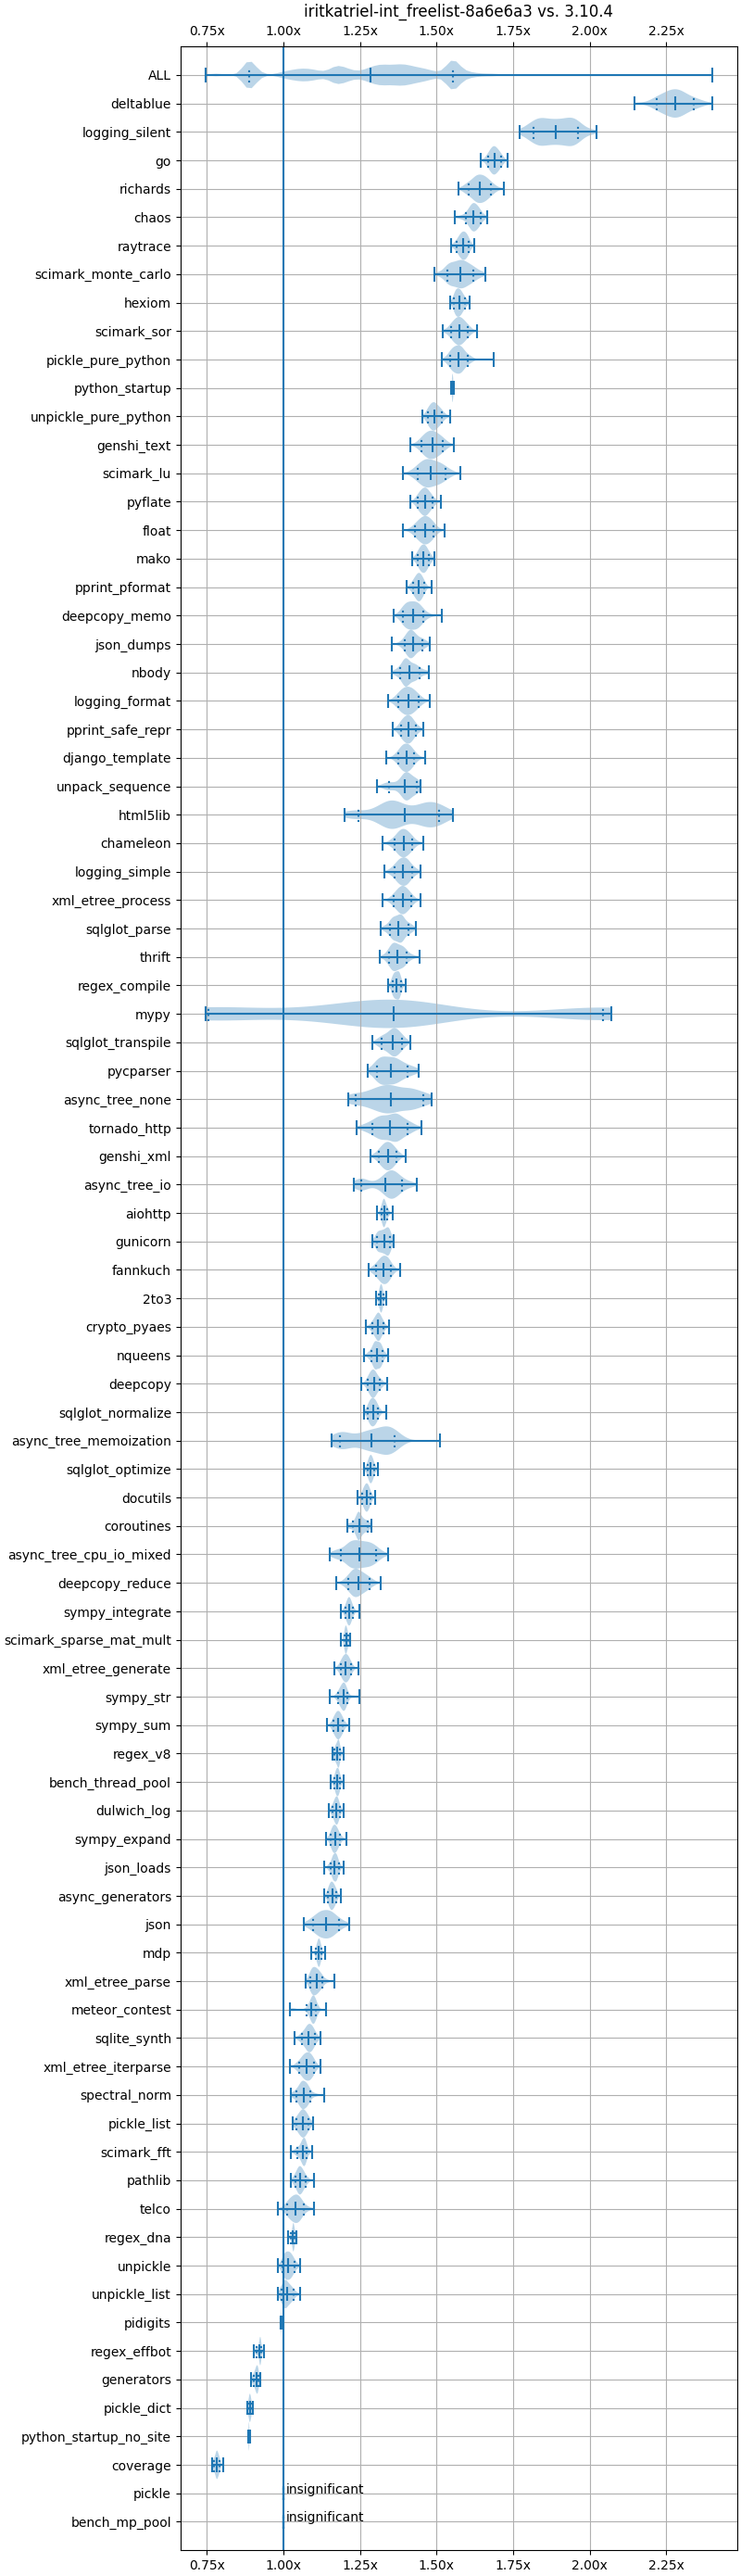 iritkatriel-int_freelist-8a6e6a3 vs. 3.10.4
0.75x 1.00x 1.25x 1.50x 1.75x 2.00x 2.25x
ALL
deltablue
logging_silent
go
richards
chaos
raytrace
scimark_monte_carlo
hexiom
scimark_sor
pickle_pure_python
python_startup
unpickle_pure_python
genshi_text
scimark_lu
pyflate
float
mako
pprint_pformat
deepcopy_memo
json_dumps
nbody
logging_format
pprint_safe_repr
django_template
unpack_sequence
html5lib
chameleon
logging_simple
xml_etree_process
sqlglot_parse
thrift
regex_compile
mypy
sqlglot_transpile
pycparser
async_tree_none
tornado_http
genshi_xml
async_tree_io
aiohttp
gunicorn
fannkuch
2to3
crypto_pyaes
nqueens
deepcopy
sqlglot_normalize
async_tree_memoization
sqlglot_optimize
docutils
coroutines
async_tree_cpu_io_mixed
deepcopy_reduce
sympy_integrate
scimark_sparse_mat_mult
xml_etree_generate
sympy_str
sympy_sum
regex_v8
bench_thread_pool
dulwich_log
sympy_expand
json_loads
async_generators
json
mdp
xml_etree_parse
meteor_contest
sqlite_synth
xml_etree_iterparse
spectral_norm
pickle_list
scimark_fft
pathlib
telco
regex_dna
unpickle
unpickle_list
pidigits
regex_effbot
generators
pickle_dict
python_startup_no_site
coverage
pickle insignificant
bench_mp_pool insignificant
0.75x 1.00x 1.25x 1.50x 1.75x 2.00x 2.25x